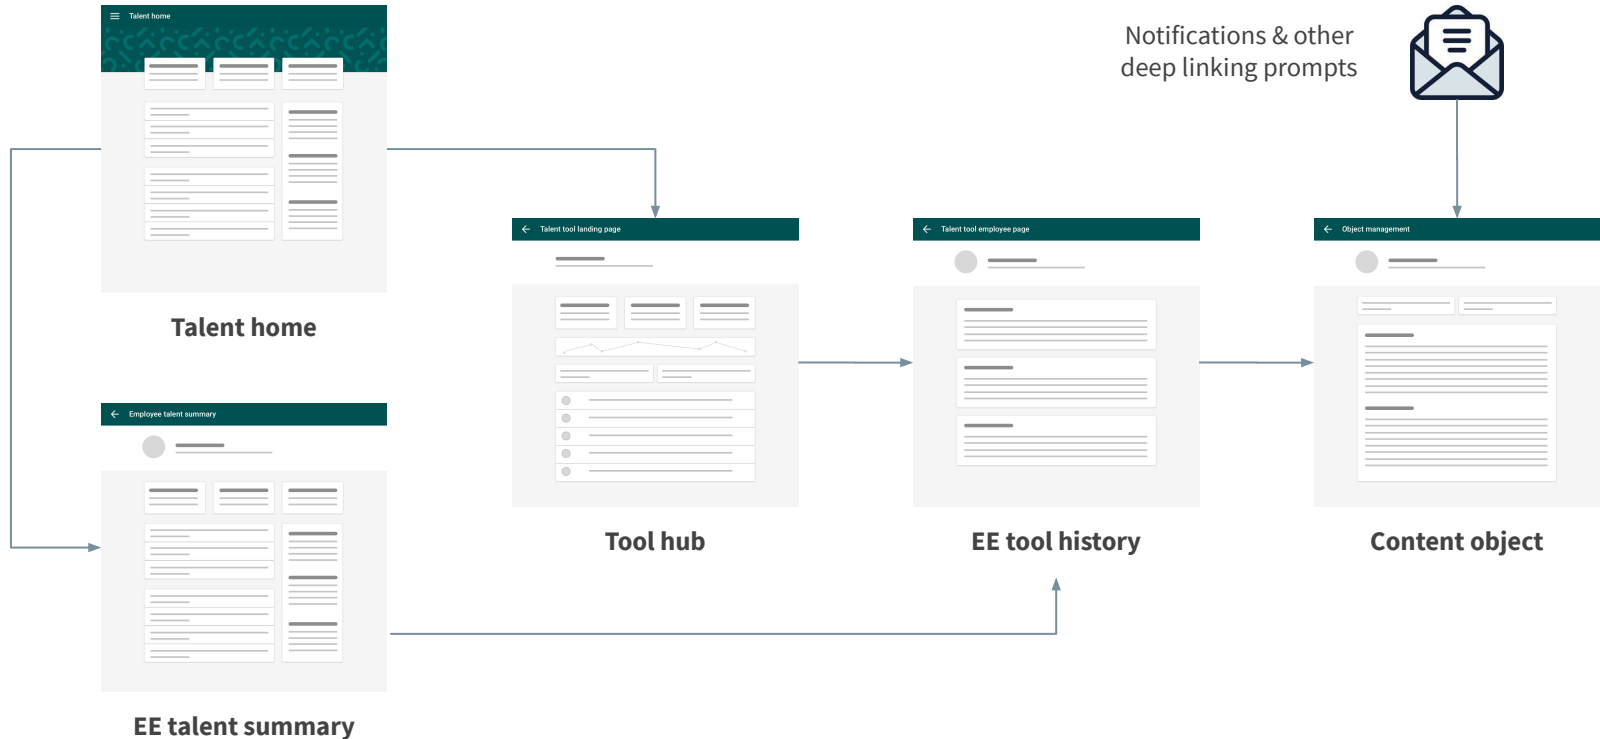 Talent home
Notifications & other
deep linking prompts
Talent home
Talent tool landing page
Talent tool employee page
Object management
Employee talent summary
Tool hub
EE tool history
Content object
EE talent summary